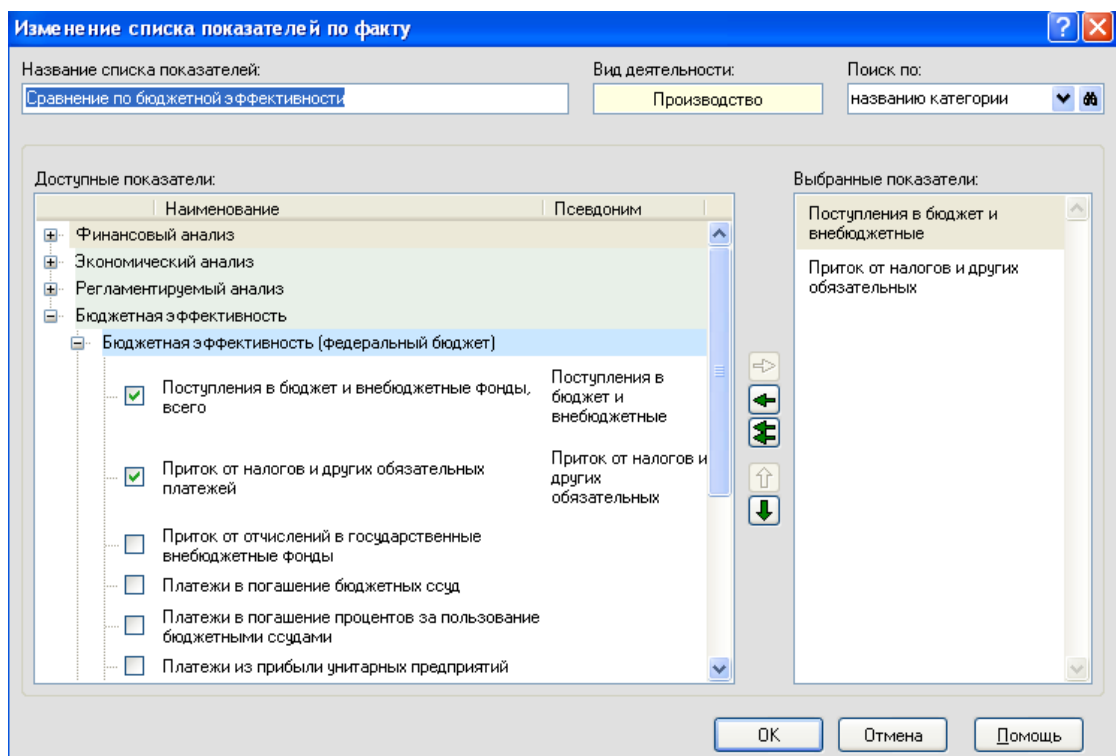 Изменение списка показателей по факту
Название списка показателей:
Вид деятельности:
Поиск по:
Сравнение по бюджетной эффективности
Производство
названию категории
Доступные показатели:
Наименование
Псевдоним
Финансовый анализ
Экономический анализ
Регламентируемый анализ
Бюджетная эффективность
Бюджетная эффективность (федеральный бюджет)
Поступления в бюджет и внебюджетные фонды,
всего
Поступления в
бюджет и
внебюджетные
Приток от налогов и других обязательных
платежей
Приток от налогов и
других
обязательных
Приток от отчислений в государственные
внебюджетные фонды
Платежи в погашение бюджетных ссуд
Платежи в погашение процентов за пользование
бюджетными ссудами
Платежи из прибыли унитарных предприятий
Выбранные показатели:
Поступления в бюджет и
внебюджетные
Приток от налогов и других
обязательных
OK
Отмена
Помощь